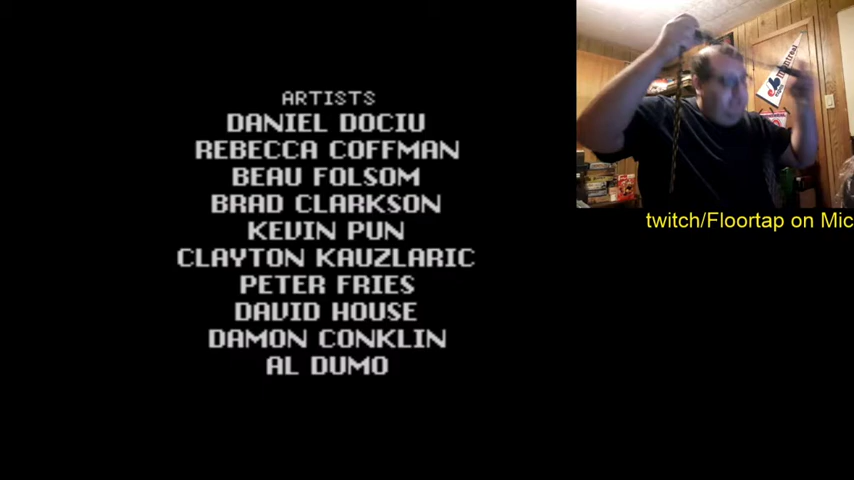 ARTISTS
DANIEL DOCIU
REBECCA COFFMAN
BEAU FOLSOM
BRAD CLARKSON
KEVIN PUN
CLAYTON KAUZLARIC
PETER FRIES
DAVID HOUSE
DAMON CONKLIN
AL DUMO
montreal
twitch/Floortap on Mic